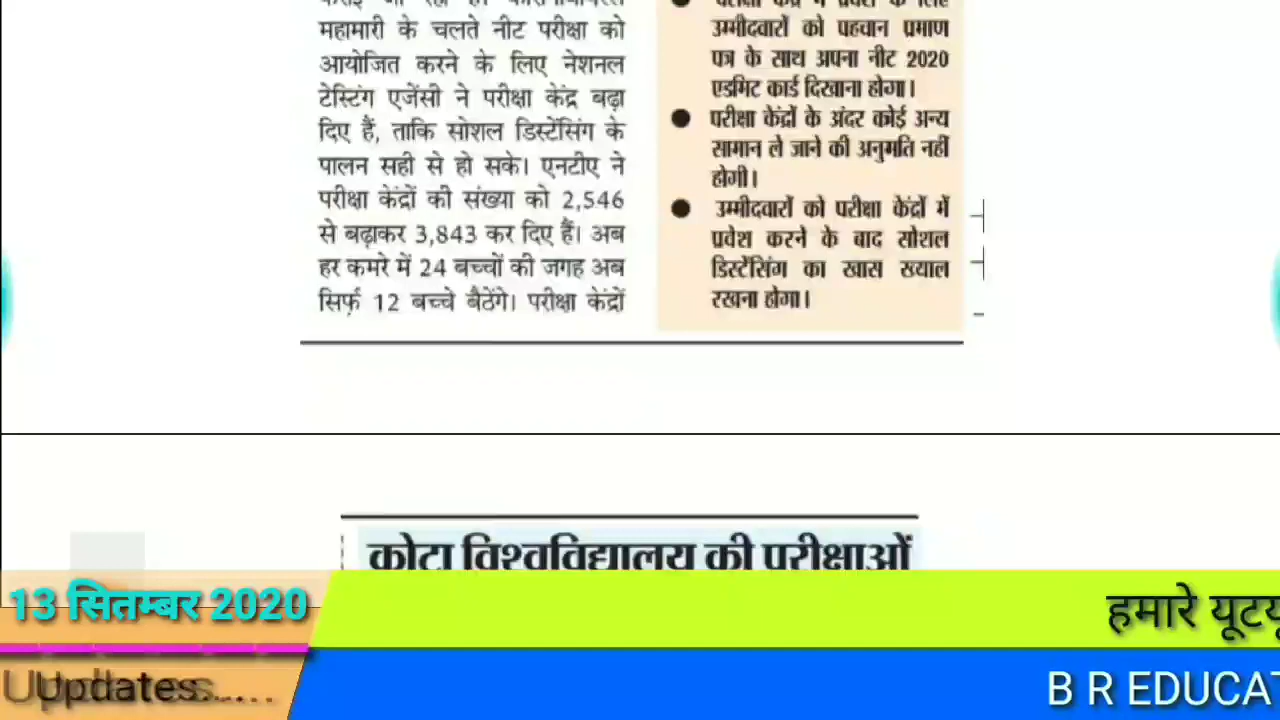 महामारी के चलते नीट परीक्षा को
आयोजित करने के लिए नेशनल
टेस्टिंग एजेंसी ने परीक्षा केंद्र बढ़ा
दिए हैं, ताकि सोशल डिस्टेंसिंग के
पालन सही से हो सके। एनटीए ने
परीक्षा केंद्रों की संख्या को 2,546
से बढ़ाकर 3,843 कर दिए हैं। अब
हर कमरे में 24 बच्चों की जगह अब
सिर्फ़ 12 बच्चे बैठेंगे। परीक्षा केंद्रों
उम्मीदवारों को पहचान प्रमाण
पत्र के साथ अपना नीट 2020
एडमिट कार्ड दिखाना होगा।
● परीक्षा केंद्रों के अंदर कोई अन्य
सामान ले जाने की अनुमति नहीं
होगी।
● उम्मीदवारों को परीक्षा केंद्रों में
प्रवेश करने के बाद सोशल
डिस्टेंसिंग का खास ख्याल
रखना होगा।
कोटा विश्वविद्यालय की परीक्षाओं
13 सितम्बर 2020
हमारे यूटयू
Updates......
B R EDUCAT